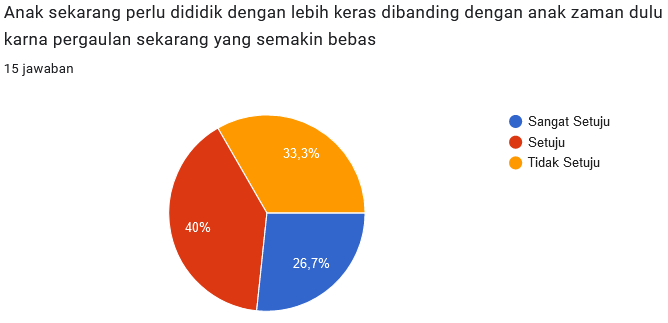 Anak sekarang perlu dididik dengan lebih keras dibanding dengan anak zaman dulu
karna pergaulan sekarang yang semakin bebas
15 jawaban
Sangat Setuju
Setuju
Tidak Setuju
33,3%
40%
26,7%